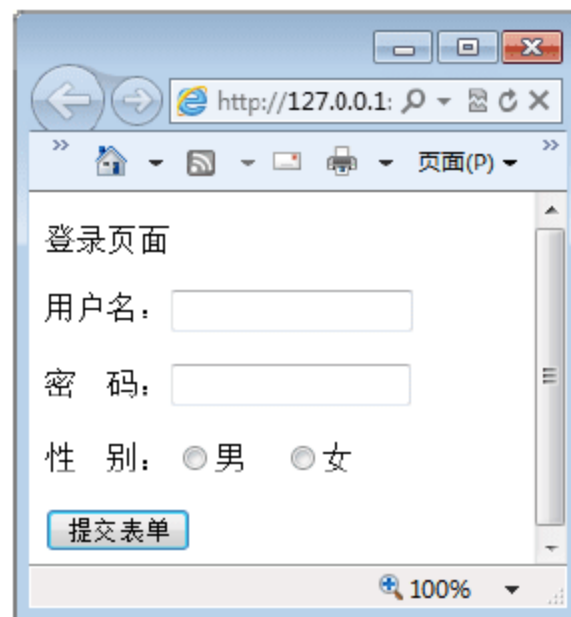 http://127.0.0.1:
页面(P)
登录页面
用户名：
密 码：
性 别： 男 女
提交表单
100%